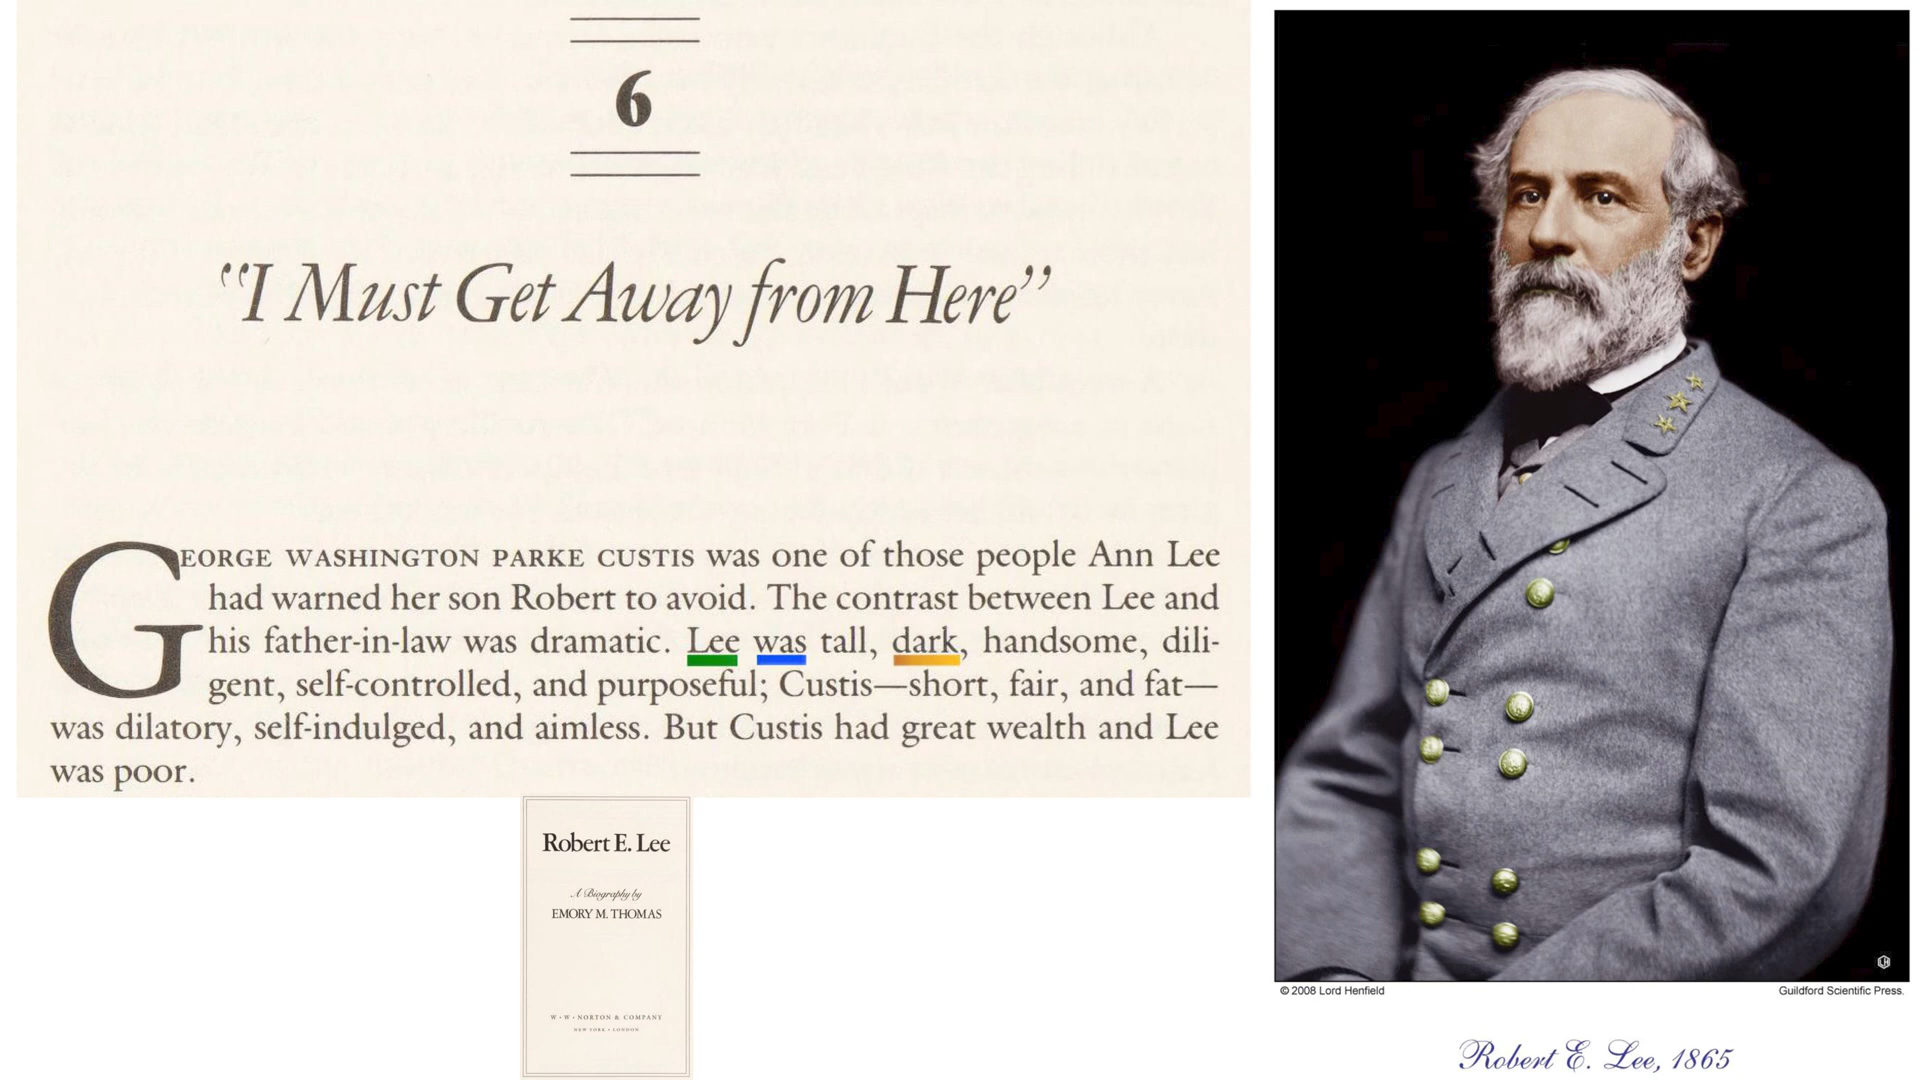 6
“I Must Get Away from Here”
GEORGE WASHINGTON PARKE CUSTIS was one of those people Ann Lee
had warned her son Robert to avoid. The contrast between Lee and
his father-in-law was dramatic. Lee was tall, dark, handsome, dili-
gent, self-controlled, and purposeful; Custis—short, fair, and fat—
was dilatory, self-indulged, and aimless. But Custis had great wealth and Lee
was poor.
Robert E. Lee
A Biography by
EMORY M. THOMAS
W • W • NORTON & COMPANY
NEW YORK • LONDON
© 2008 Lord Henfield
Guildford Scientific Press.
Robert E. Lee, 1865